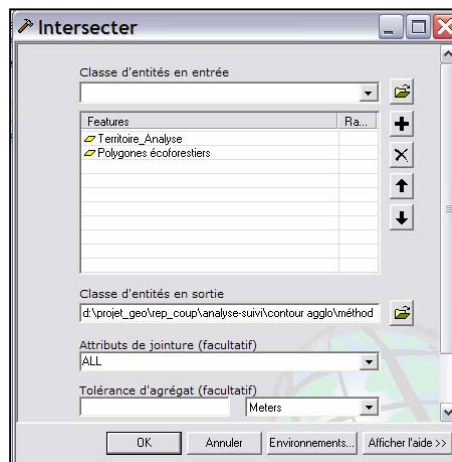 Intersecter
Classe d'entités en entrée
Features Ra...
Territoire_Analyse
Polygones écoforestiers
Classe d'entités en sortie
d:\projet_geo\rep_coup\analyse-suivi\contour agglo\méthod
Attributs de jointure (facultatif)
ALL
Tolérance d'agrégat (facultatif)
Meters
OK Annuler Environnements... Afficher l'aide >>